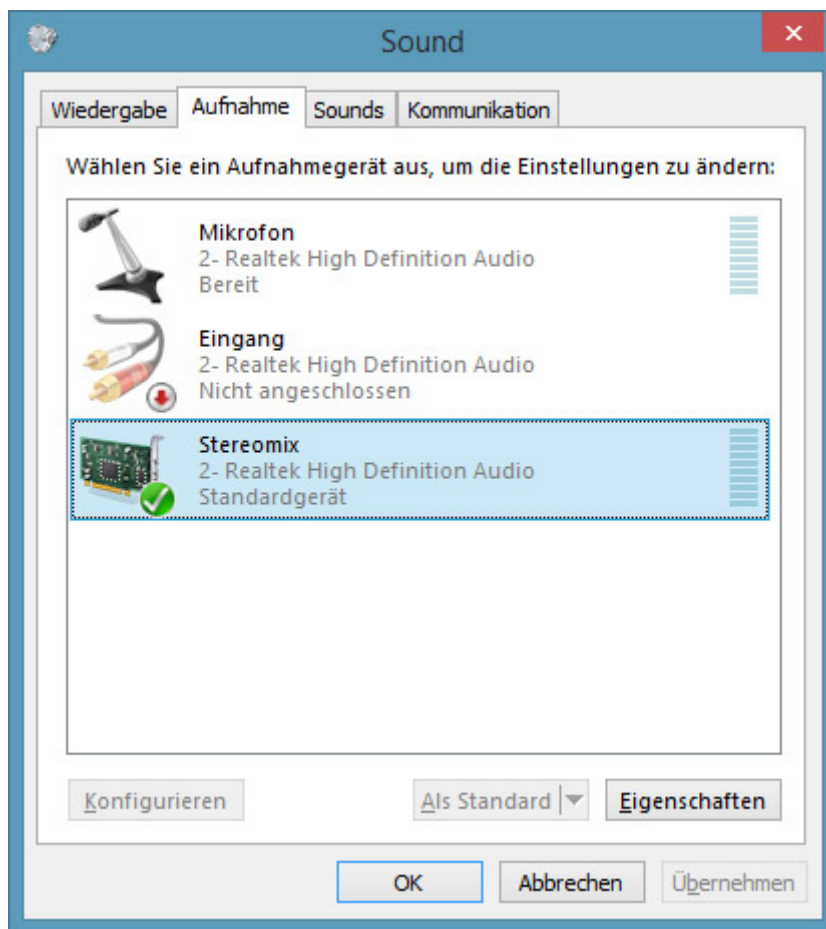 Sound
Wiedergabe Aufnahme Sounds Kommunikation
Wählen Sie ein Aufnahmegerät aus, um die Einstellungen zu ändern:
Mikrofon
2- Realtek High Definition Audio
Bereit
Eingang
2- Realtek High Definition Audio
Nicht angeschlossen
Stereomix
2- Realtek High Definition Audio
Standardgerät
Konfigurieren Als Standard Eigenschaften
OK Abbrechen Übernehmen